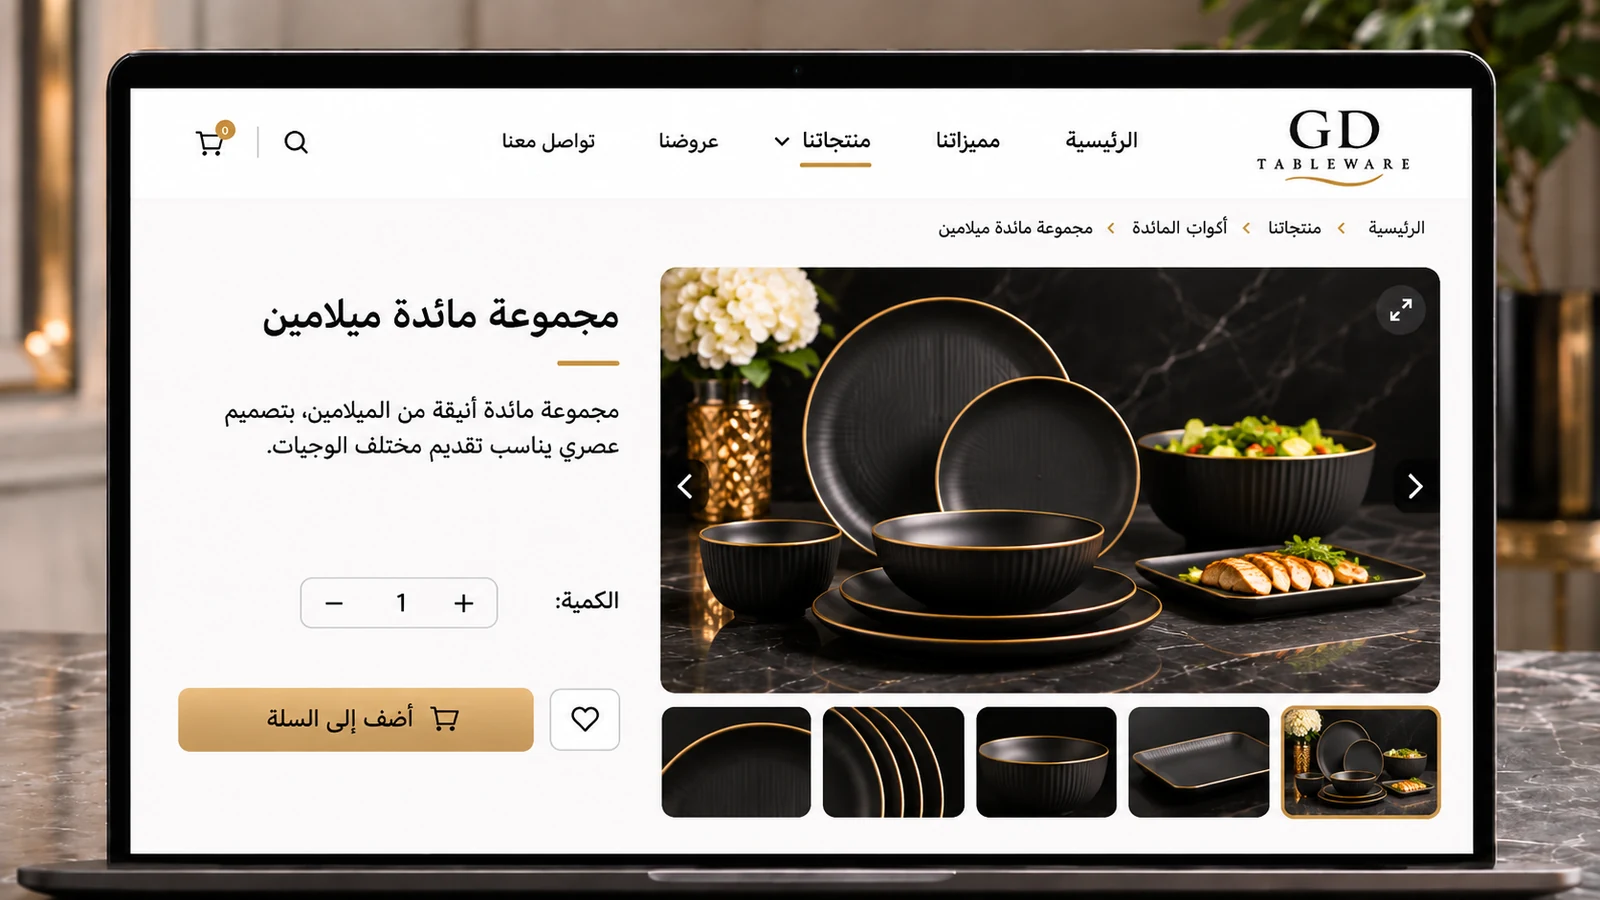 GD
TABLEWARE
الرئيسية
مميزاتنا
منتجاتنا
عروضنا
تواصل معنا
0
الرئيسية > منتجاتنا > أكواب المائدة > مجموعة مائدة ميلامين
مجموعة مائدة ميلامين
مجموعة مائدة أنيقة من الميلامين، بتصميم
عصري يناسب تقديم مختلف الوجبات.
الكمية:
+ 1 −
أضف إلى السلة